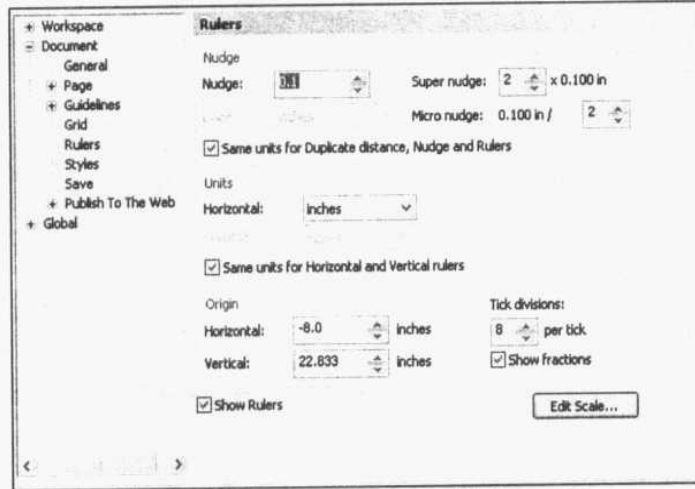 Workspace
Document
General
Page
Guidelines
Grid
Rulers
Styles
Save
Publish To The Web
Global
Rulers
Nudge
Nudge: Super nudge: 2 x 0.100 in
Micro nudge: 0.100 in / 2
Same units for Duplicate distance, Nudge and Rulers
Units
Horizontal: inches
Same units for Horizontal and Vertical rulers
Origin Tick divisions:
Horizontal: -8.0 inches 8 per tick
Vertical: 22.833 inches Show fractions
Show Rulers Edit Scale...